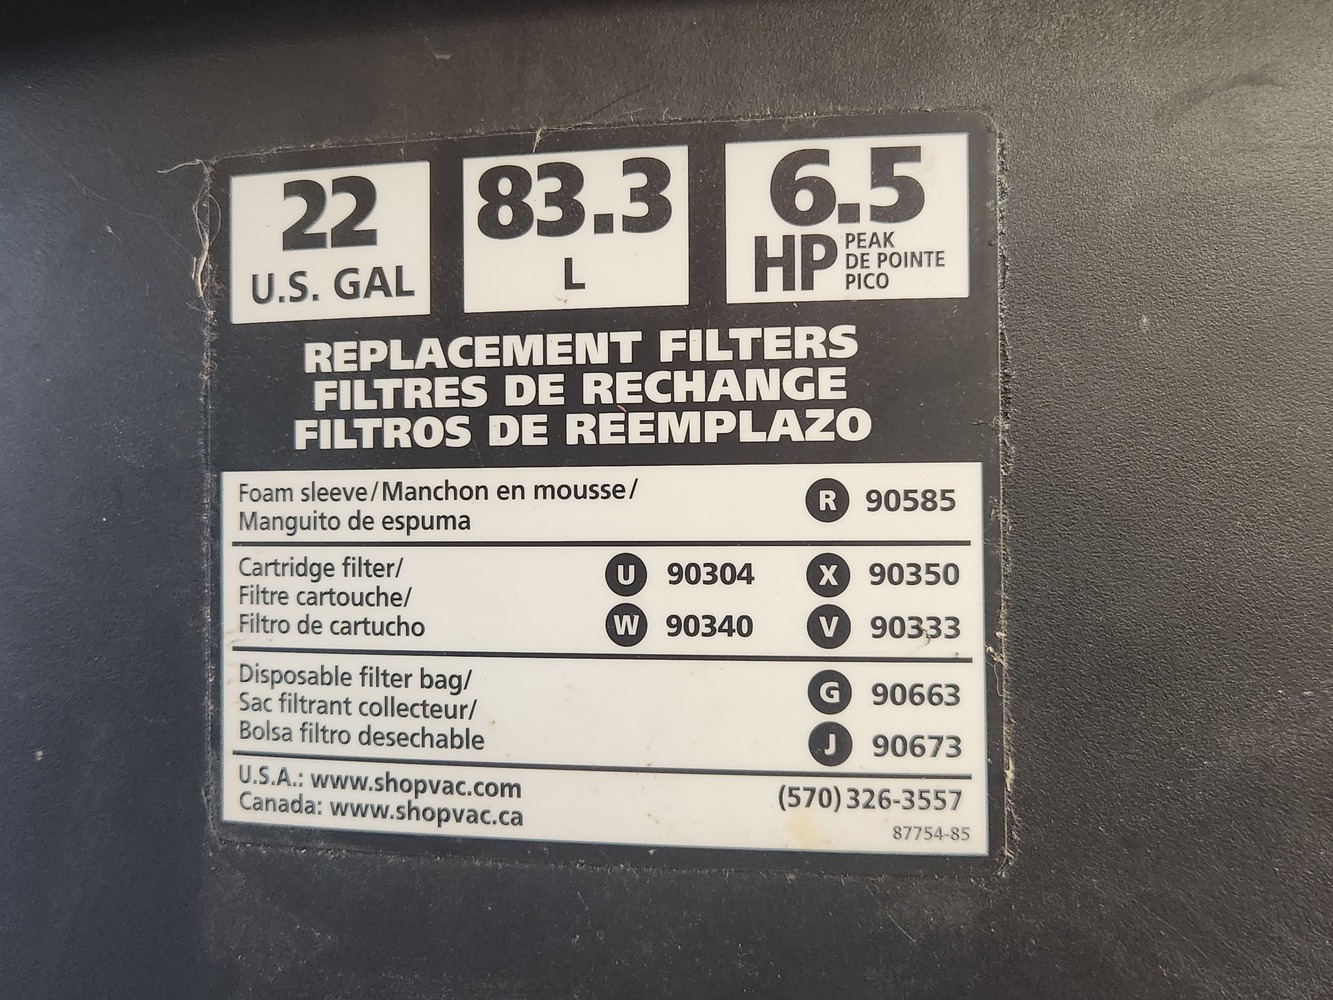 22
U.S. GAL
83.3
L
6.5
HP PEAK
DE POINTE
PICO
REPLACEMENT FILTERS
FILTRES DE RECHANGE
FILTROS DE REEMPLAZO
Foam sleeve/Manchon en mousse/
Manguito de espuma
R 90585
Cartridge filter/
Filtre cartouche/
Filtro de cartucho
U 90304 X 90350
W 90340 V 90333
Disposable filter bag/
Sac filtrant collecteur/
Bolsa filtro desechable
G 90663
J 90673
U.S.A.: www.shopvac.com
Canada: www.shopvac.ca
(570) 326-3557
87754-85